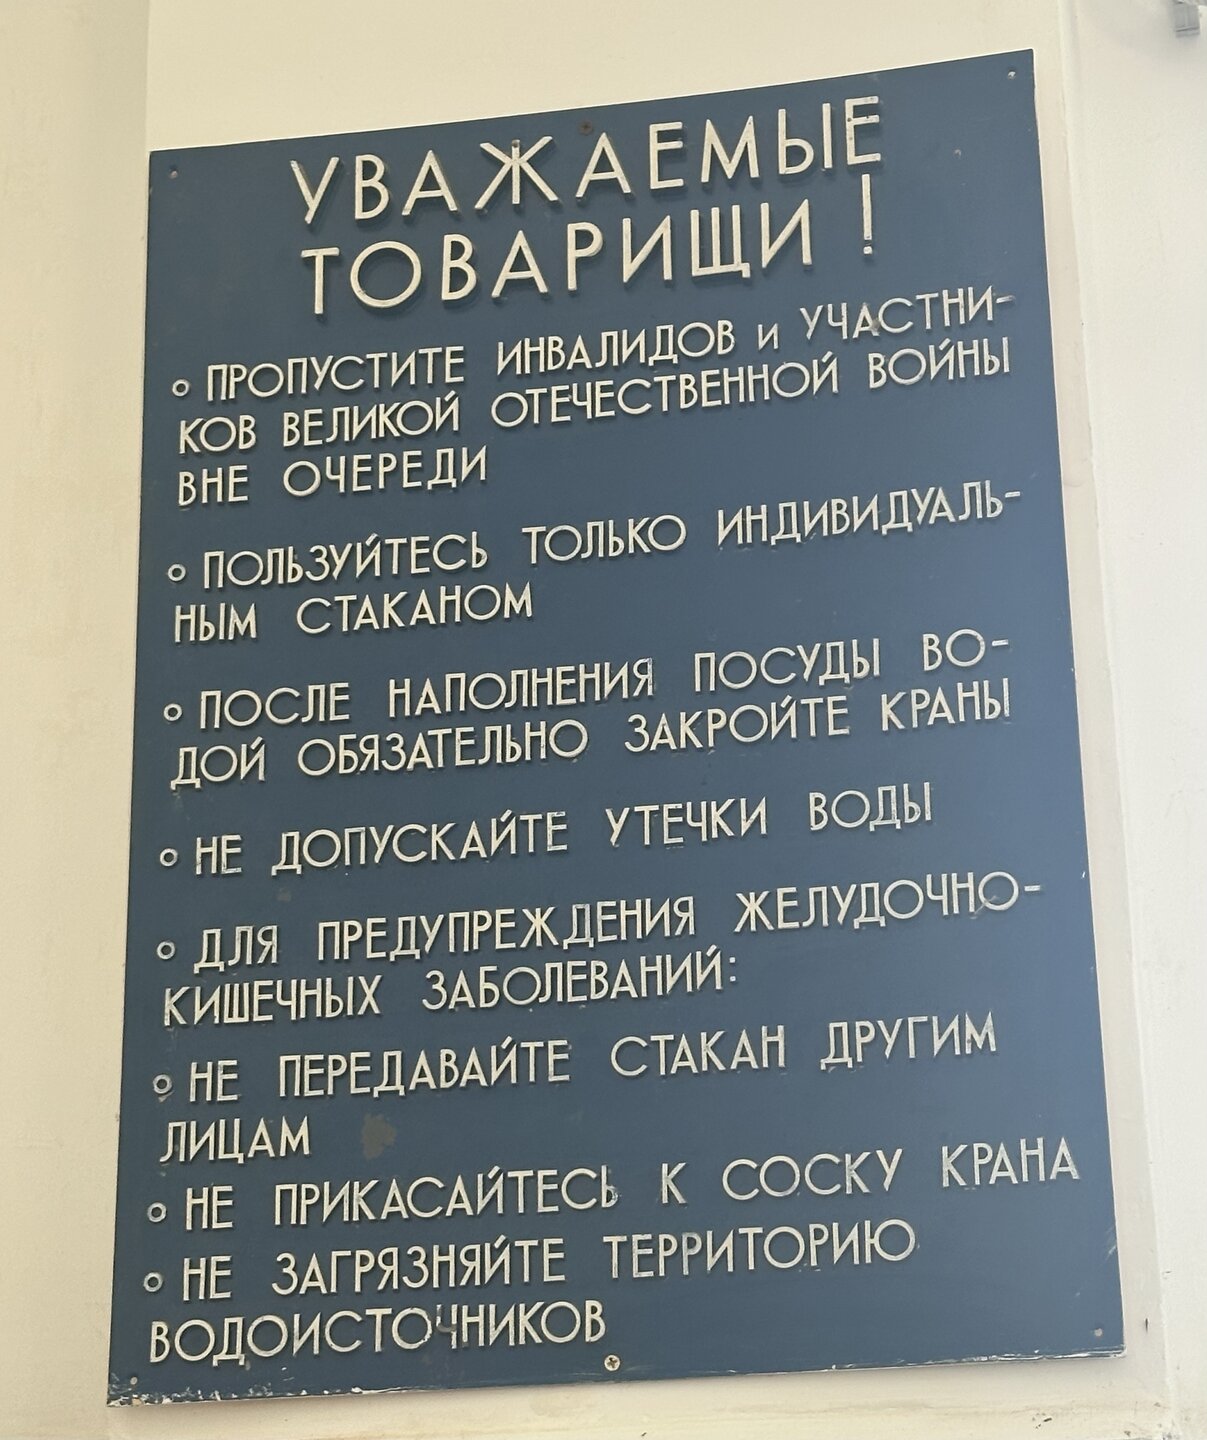 УВАЖАЕМЫЕ
ТОВАРИЩИ!
° ПРОПУСТИТЕ ИНВАЛИДОВ и УЧАСТНИ-
КОВ ВЕЛИКОЙ ОТЕЧЕСТВЕННОЙ ВОЙНЫ
ВНЕ ОЧЕРЕДИ
° ПОЛЬЗУЙТЕСЬ ТОЛЬКО ИНДИВИДУАЛЬ-
НЫМ СТАКАНОМ
° ПОСЛЕ НАПОЛНЕНИЯ ПОСУДЫ ВО-
ДОЙ ОБЯЗАТЕЛЬНО ЗАКРОЙТЕ КРАНЫ
° НЕ ДОПУСКАЙТЕ УТЕЧКИ ВОДЫ
° ДЛЯ ПРЕДУПРЕЖДЕНИЯ ЖЕЛУДОЧНО-
КИШЕЧНЫХ ЗАБОЛЕВАНИЙ:
° НЕ ПЕРЕДАВАЙТЕ СТАКАН ДРУГИМ
ЛИЦАМ
° НЕ ПРИКАСАЙТЕСЬ К СОСКУ КРАНА
° НЕ ЗАГРЯЗНЯЙТЕ ТЕРРИТОРИЮ
ВОДОИСТОЧНИКОВ